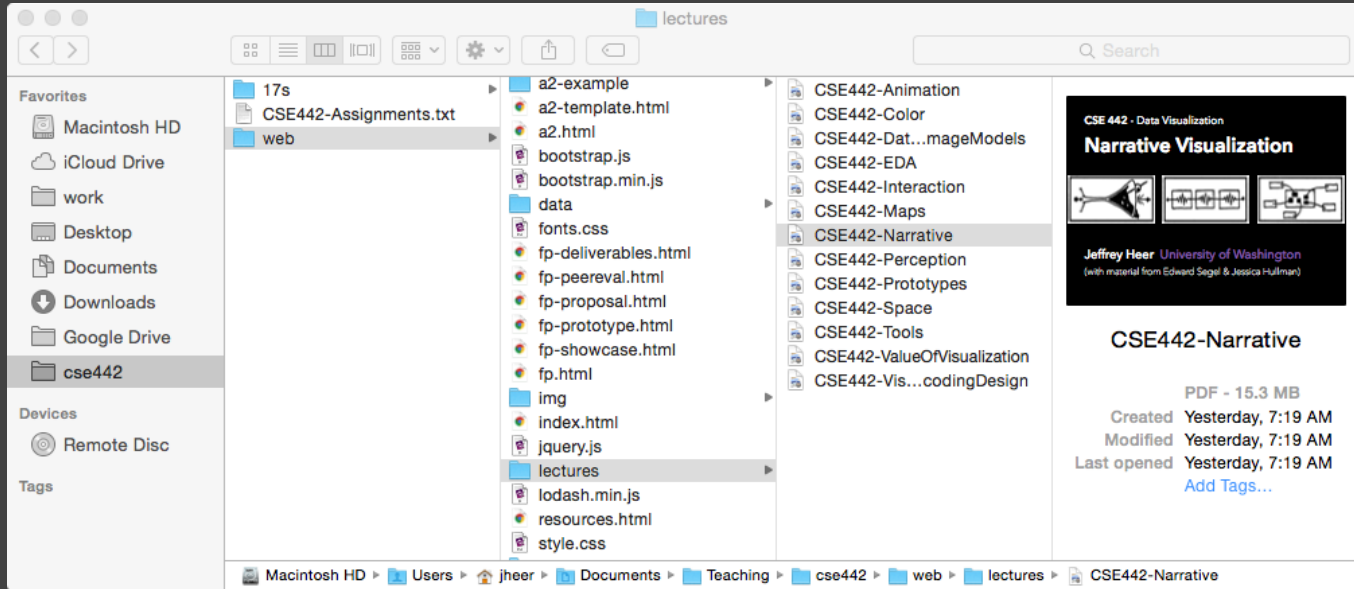 lectures
Search
Favorites
Macintosh HD
iCloud Drive
work
Desktop
Documents
Downloads
Google Drive
cse442
Devices
Remote Disc
Tags
17s
CSE442-Assignments.txt
web
a2-example
a2-template.html
a2.html
bootstrap.js
bootstrap.min.js
data
fonts.css
fp-deliverables.html
fp-peereval.html
fp-proposal.html
fp-prototype.html
fp-showcase.html
fp.html
img
index.html
jquery.js
lectures
lodash.min.js
resources.html
style.css
CSE442-Animation
CSE442-Color
CSE442-Dat...mageModels
CSE442-EDA
CSE442-Interaction
CSE442-Maps
CSE442-Narrative
CSE442-Perception
CSE442-Prototypes
CSE442-Space
CSE442-Tools
CSE442-ValueOfVisualization
CSE442-Vis...codingDesign
CSE 442 - Data Visualization
Narrative Visualization
Jeffrey Heer University of Washington
(with material from Edward Segel & Jessica Hullman)
CSE442-Narrative
PDF - 15.3 MB
Created Yesterday, 7:19 AM
Modified Yesterday, 7:19 AM
Last opened Yesterday, 7:19 AM
Add Tags...
Macintosh HD ▸ Users ▸ jheer ▸ Documents ▸ Teaching ▸ cse442 ▸ web ▸ lectures ▸ CSE442-Narrative